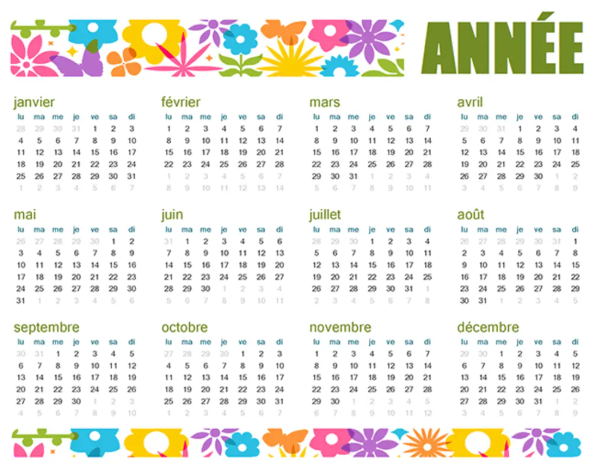 ANNÉE
janvier
lu ma me je ve sa di
28 29 30 31 1 2 3
4 5 6 7 8 9 10
11 12 13 14 15 16 17
18 19 20 21 22 23 24
25 26 27 28 29 30 31
1 2 3 4 5 6 7
février
lu ma me je ve sa di
1 2 3 4 5 6 7
8 9 10 11 12 13 14
15 16 17 18 19 20 21
22 23 24 25 26 27 28
1 2 3 4 5 6 7
8 9 10 11 12 13 14
mars
lu ma me je ve sa di
1 2 3 4 5 6 7
8 9 10 11 12 13 14
15 16 17 18 19 20 21
22 23 24 25 26 27 28
29 30 31 1 2 3 4
5 6 7 8 9 10 11
avril
lu ma me je ve sa di
29 30 31 1 2 3 4
5 6 7 8 9 10 11
12 13 14 15 16 17 18
19 20 21 22 23 24 25
26 27 28 29 30 1 2
3 4 5 6 7 8 9
mai
lu ma me je ve sa di
26 27 28 29 30 1 2
3 4 5 6 7 8 9
10 11 12 13 14 15 16
17 18 19 20 21 22 23
24 25 26 27 28 29 30
31 1 2 3 4 5 6
juin
lu ma me je ve sa di
31 1 2 3 4 5 6
7 8 9 10 11 12 13
14 15 16 17 18 19 20
21 22 23 24 25 26 27
28 29 30 1 2 3 4
5 6 7 8 9 10 11
juillet
lu ma me je ve sa di
28 29 30 1 2 3 4
5 6 7 8 9 10 11
12 13 14 15 16 17 18
19 20 21 22 23 24 25
26 27 28 29 30 31 1
2 3 4 5 6 7 8
août
lu ma me je ve sa di
26 27 28 29 30 31 1
2 3 4 5 6 7 8
9 10 11 12 13 14 15
16 17 18 19 20 21 22
23 24 25 26 27 28 29
30 31 1 2 3 4 5
septembre
lu ma me je ve sa di
30 31 1 2 3 4 5
6 7 8 9 10 11 12
13 14 15 16 17 18 19
20 21 22 23 24 25 26
27 28 29 30 1 2 3
4 5 6 7 8 9 10
octobre
lu ma me je ve sa di
27 28 29 30 1 2 3
4 5 6 7 8 9 10
11 12 13 14 15 16 17
18 19 20 21 22 23 24
25 26 27 28 29 30 31
1 2 3 4 5 6 7
novembre
lu ma me je ve sa di
1 2 3 4 5 6 7
8 9 10 11 12 13 14
15 16 17 18 19 20 21
22 23 24 25 26 27 28
29 30 1 2 3 4 5
6 7 8 9 10 11 12
décembre
lu ma me je ve sa di
29 30 1 2 3 4 5
6 7 8 9 10 11 12
13 14 15 16 17 18 19
20 21 22 23 24 25 26
27 28 29 30 31 1 2
3 4 5 6 7 8 9